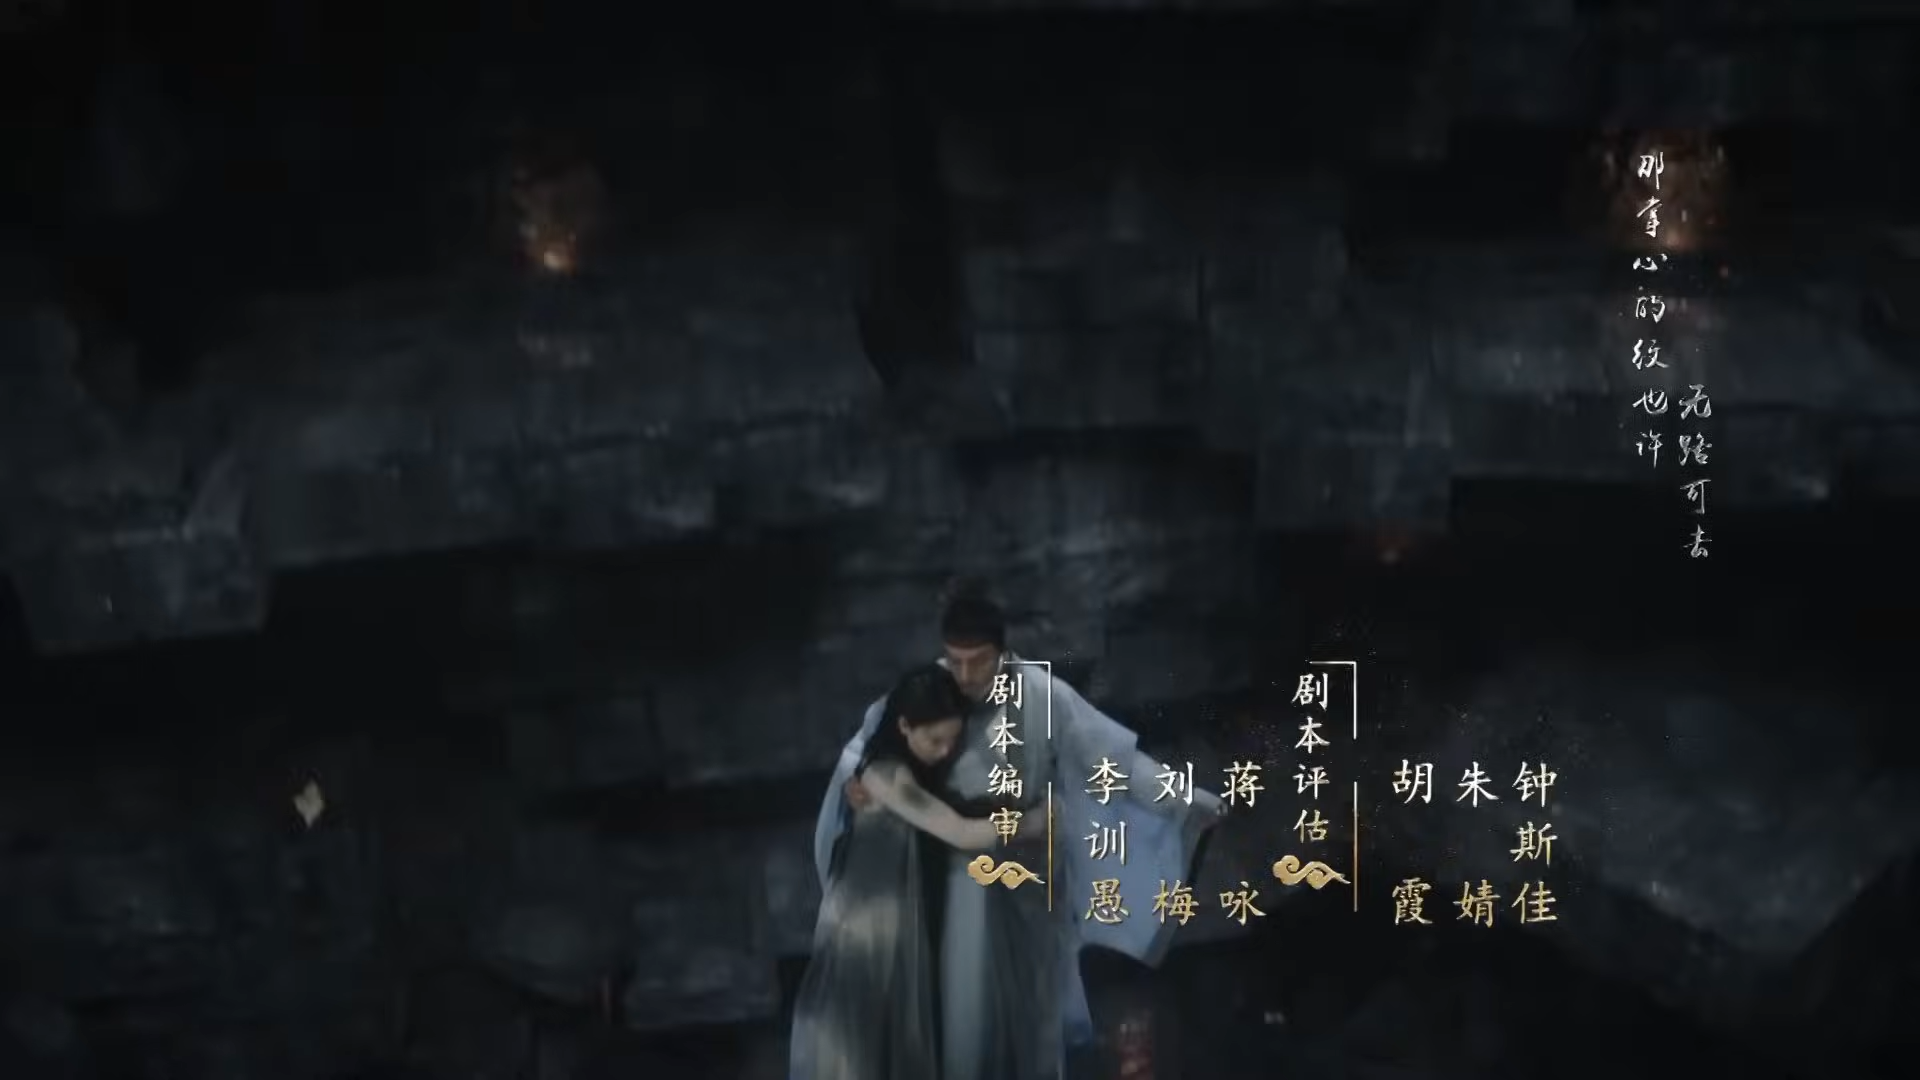 那掌心的纹也许
无路可去
剧本编审
李训愚
刘梅
蒋咏
剧本评估
胡霞
朱婧
钟斯佳